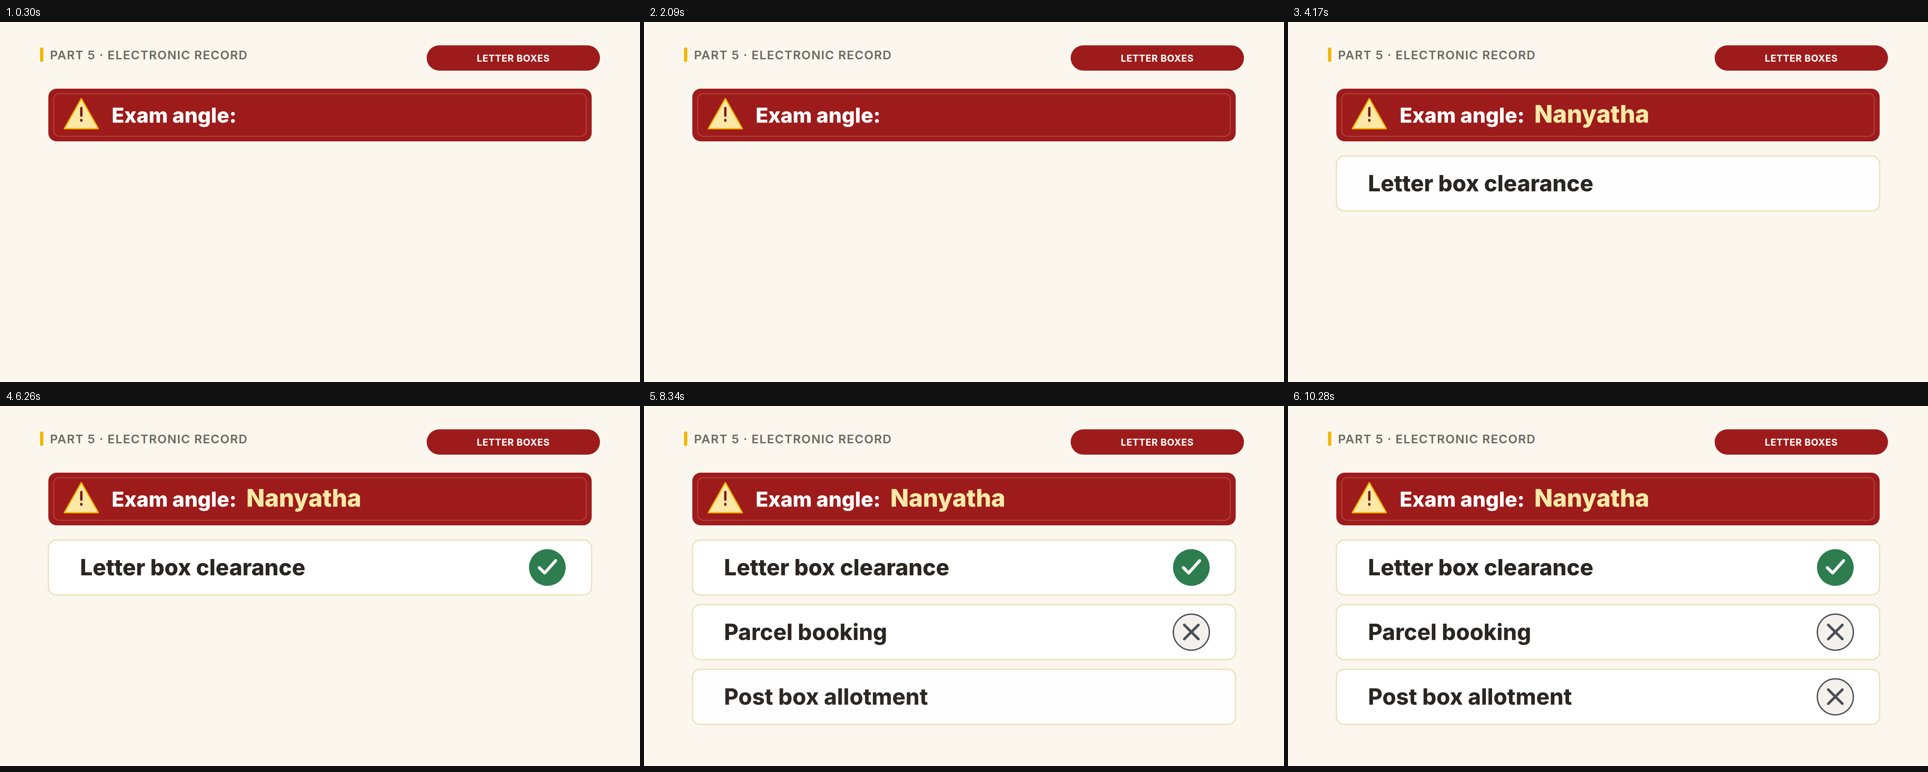 1. 0.30s
PART 5 · ELECTRONIC RECORD
LETTER BOXES
Exam angle:
2. 2.09s
PART 5 · ELECTRONIC RECORD
LETTER BOXES
Exam angle:
3. 4.17s
PART 5 · ELECTRONIC RECORD
LETTER BOXES
Exam angle: Nanyatha
Letter box clearance
4. 6.26s
PART 5 · ELECTRONIC RECORD
LETTER BOXES
Exam angle: Nanyatha
Letter box clearance
5. 8.34s
PART 5 · ELECTRONIC RECORD
LETTER BOXES
Exam angle: Nanyatha
Letter box clearance
Parcel booking
Post box allotment
6. 10.28s
PART 5 · ELECTRONIC RECORD
LETTER BOXES
Exam angle: Nanyatha
Letter box clearance
Parcel booking
Post box allotment